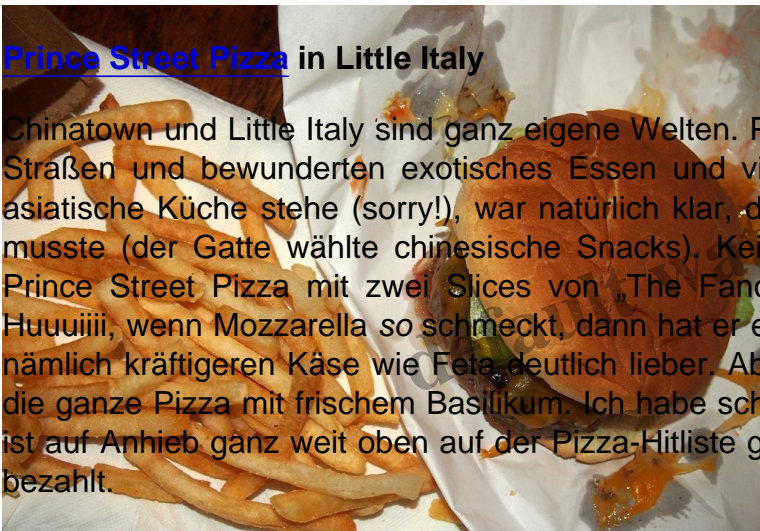 Prince Street Pizza in Little Italy
Chinatown und Little Italy sind ganz eigene Welten.
Straßen und bewunderten exotisches Essen und
asiatische Küche stehe (sorry!), war natürlich klar,
musste (der Gatte wählte chinesische Snacks).
Prince Street Pizza mit zwei Slices von „The
Huuuiiii, wenn Mozzarella so schmeckt, dann hat er
nämlich kräftigeren Käse wie Feta deutlich lieber.
die ganze Pizza mit frischem Basilikum. Ich habe
ist auf Anhieb ganz weit oben auf der Pizza-Hitliste
bezahlt.